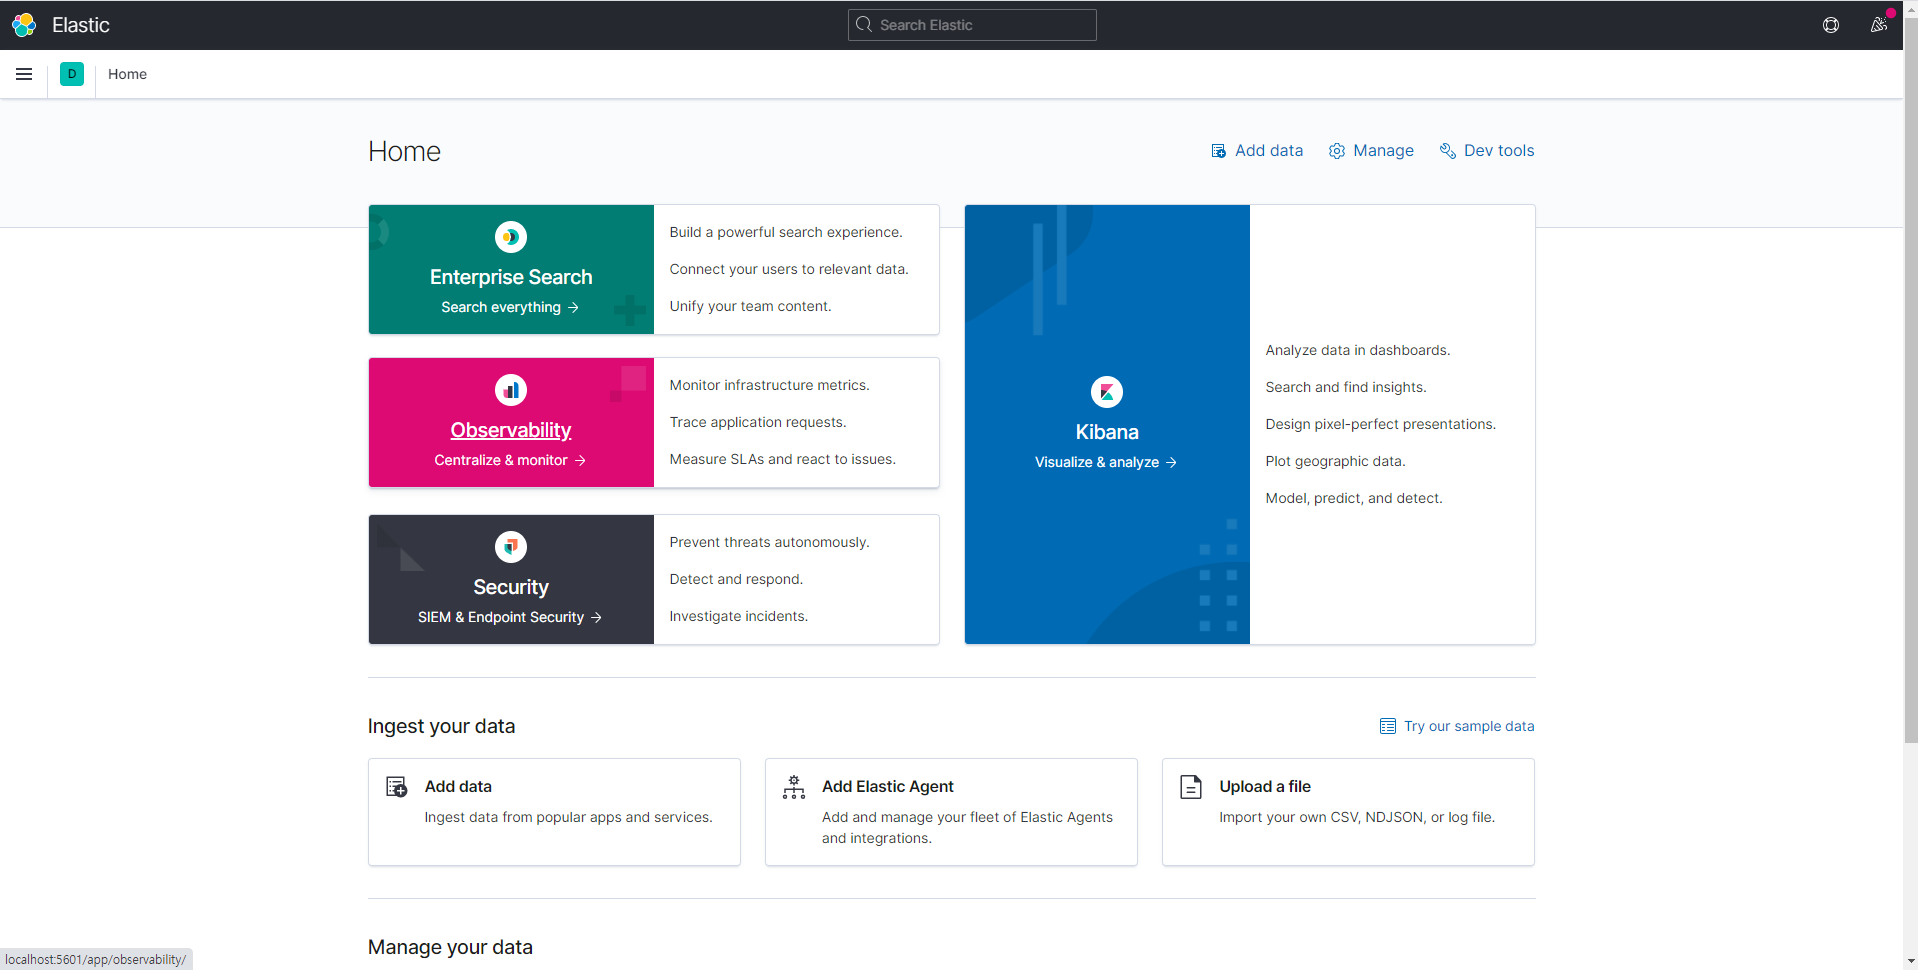 Elastic
Search Elastic
D
Home
Home
Add data
Manage
Dev tools
Enterprise Search
Search everything →
Build a powerful search experience.
Connect your users to relevant data.
Unify your team content.
Observability
Centralize & monitor →
Monitor infrastructure metrics.
Trace application requests.
Measure SLAs and react to issues.
Security
SIEM & Endpoint Security →
Prevent threats autonomously.
Detect and respond.
Investigate incidents.
Kibana
Visualize & analyze →
Analyze data in dashboards.
Search and find insights.
Design pixel-perfect presentations.
Plot geographic data.
Model, predict, and detect.
Ingest your data
Try our sample data
Add data
Ingest data from popular apps and services.
Add Elastic Agent
Add and manage your fleet of Elastic Agents
and integrations.
Upload a file
Import your own CSV, NDJSON, or log file.
Manage your data
localhost:5601/app/observability/